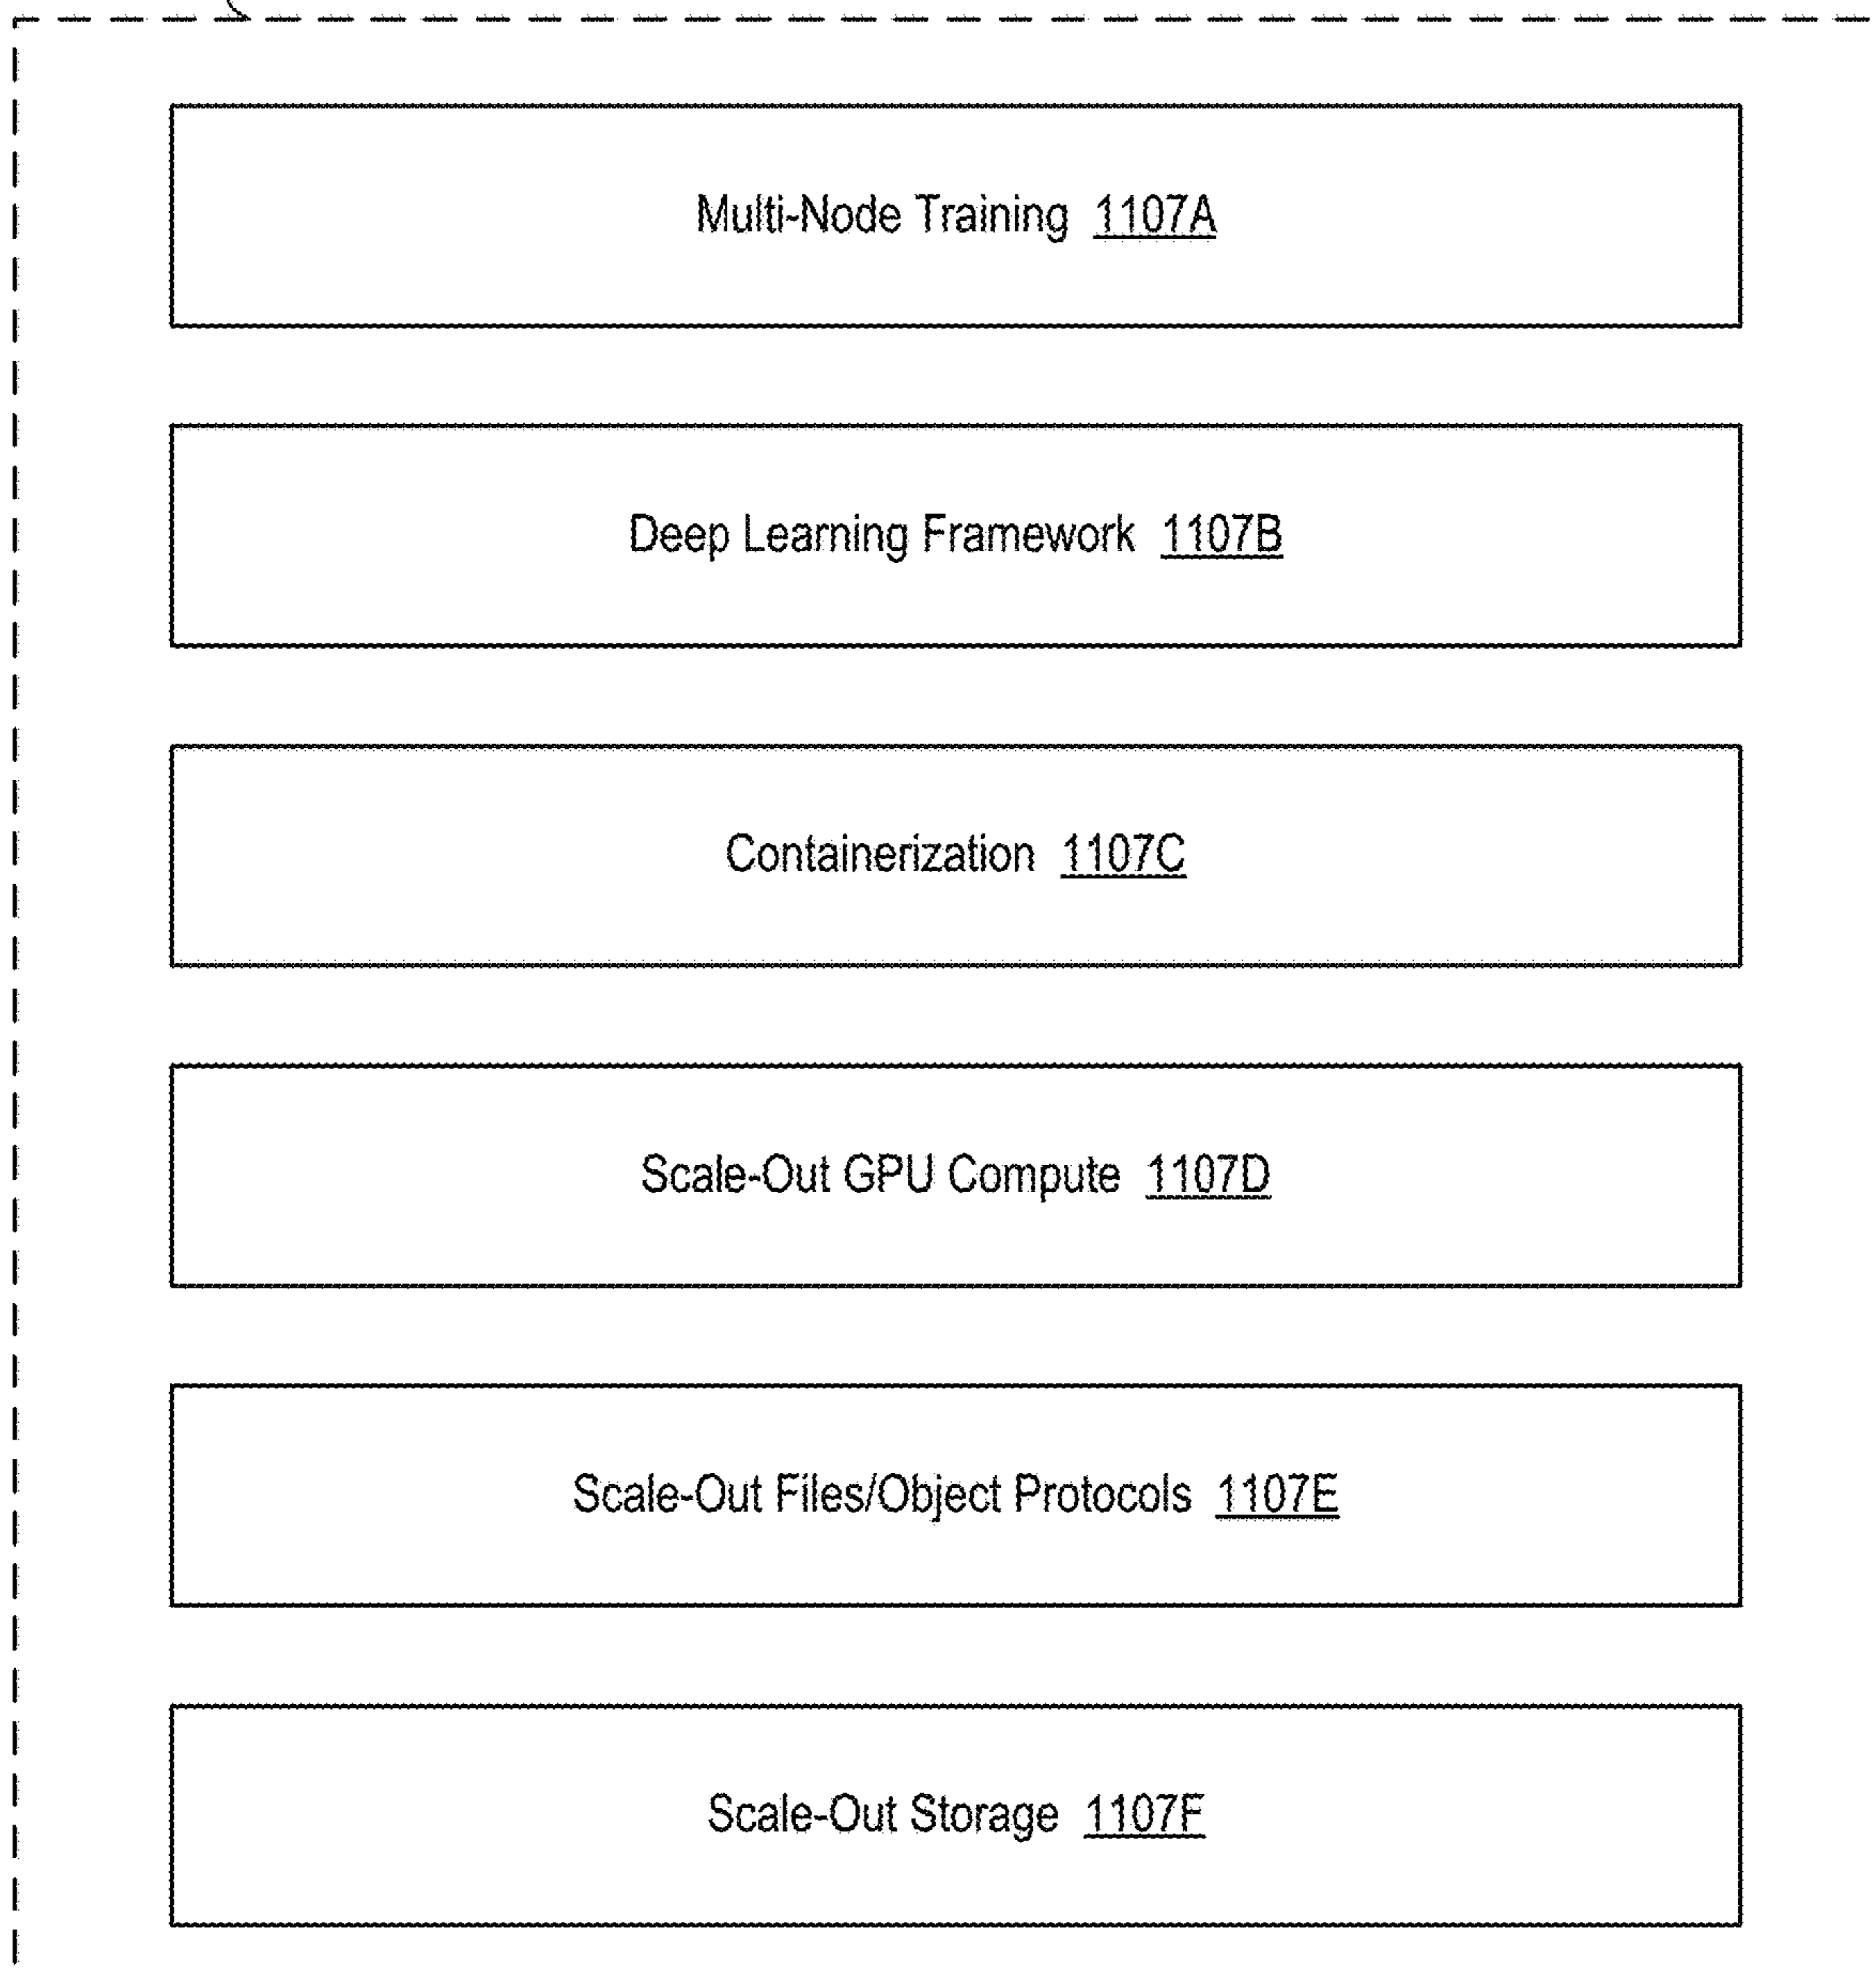 Multi-Node Training 1107A
Deep Learning Framework 1107B
Containerization 1107C
Scale-Out GPU Compute 1107D
Scale-Out Files/Object Protocols 1107E
Scale-Out Storage 1107F